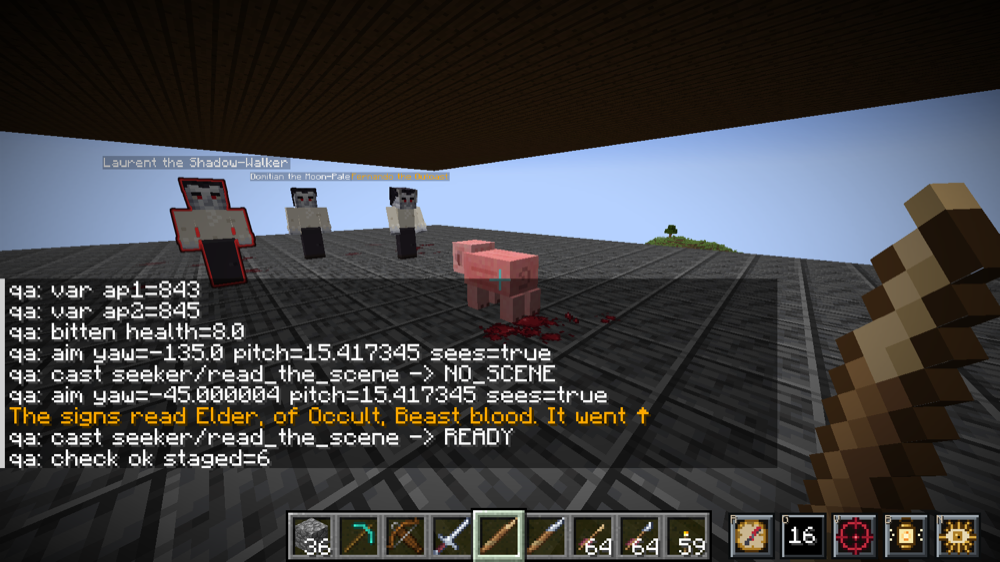 Laurent the Shadow-Walker
Domitian the Moon-Pale
qa: var ap1=843
qa: var ap2=845
qa: bitten health=8.0
qa: aim yaw=-135.0 pitch=15.417345 sees=true
qa: cast seeker/read_the_scene -> NO_SCENE
qa: aim yaw=-45.000004 pitch=15.417345 sees=true
The signs read Elder, of Occult, Beast blood. It went ↑
qa: cast seeker/read_the_scene -> READY
qa: check ok staged=6
36 64 64 59 16